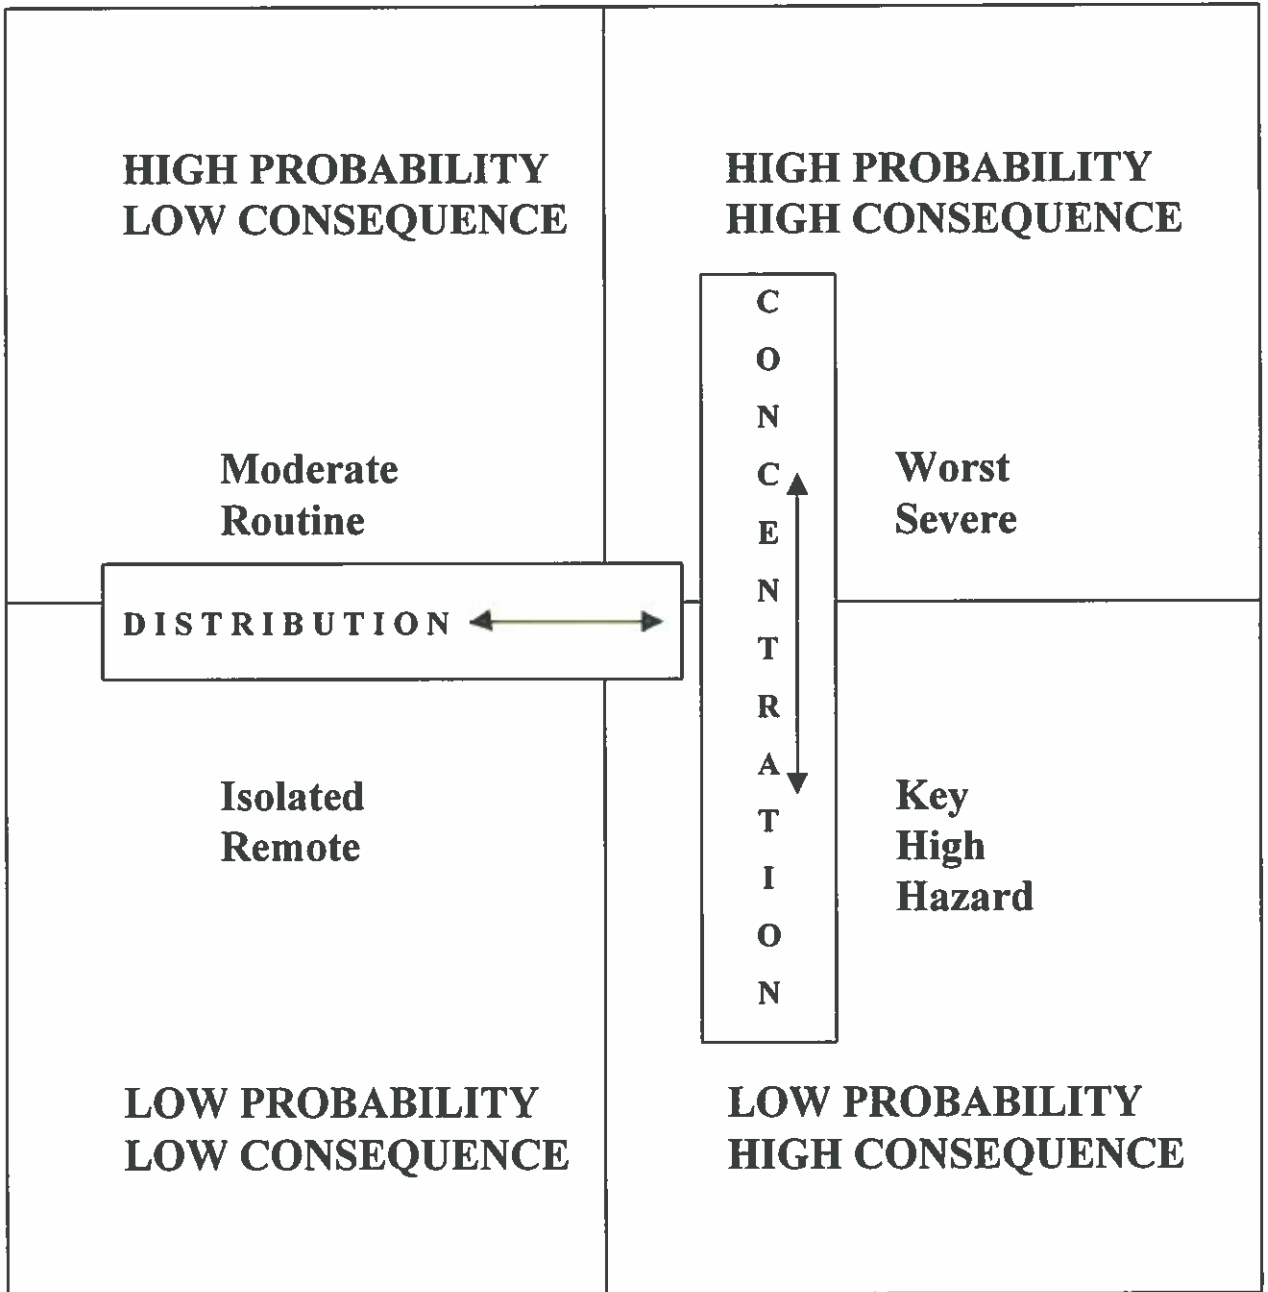 HIGH PROBABILITY
LOW CONSEQUENCE
HIGH PROBABILITY
HIGH CONSEQUENCE
Moderate
Routine
Worst
Severe
DISTRIBUTION
CONCENTRATION
Isolated
Remote
Key
High
Hazard
LOW PROBABILITY
LOW CONSEQUENCE
LOW PROBABILITY
HIGH CONSEQUENCE